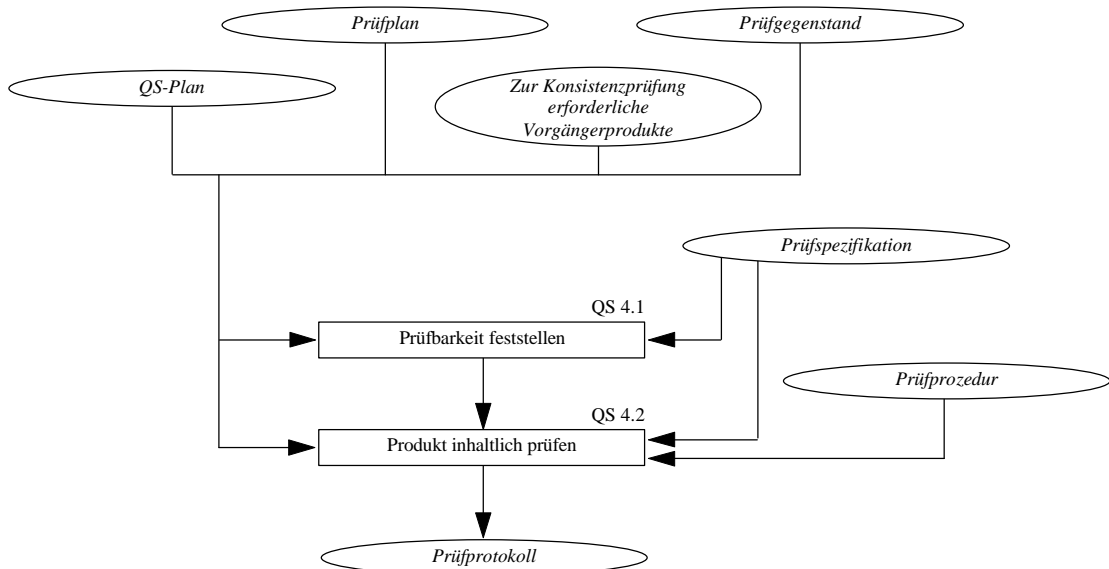 Prüfplan
Prüfgegenstand
QS-Plan
Zur Konsistenzprüfung
erforderliche
Vorgängerprodukte
Prüfspezifikation
QS 4.1
Prüfbarkeit feststellen
Prüfprozedur
QS 4.2
Produkt inhaltlich prüfen
Prüfprotokoll